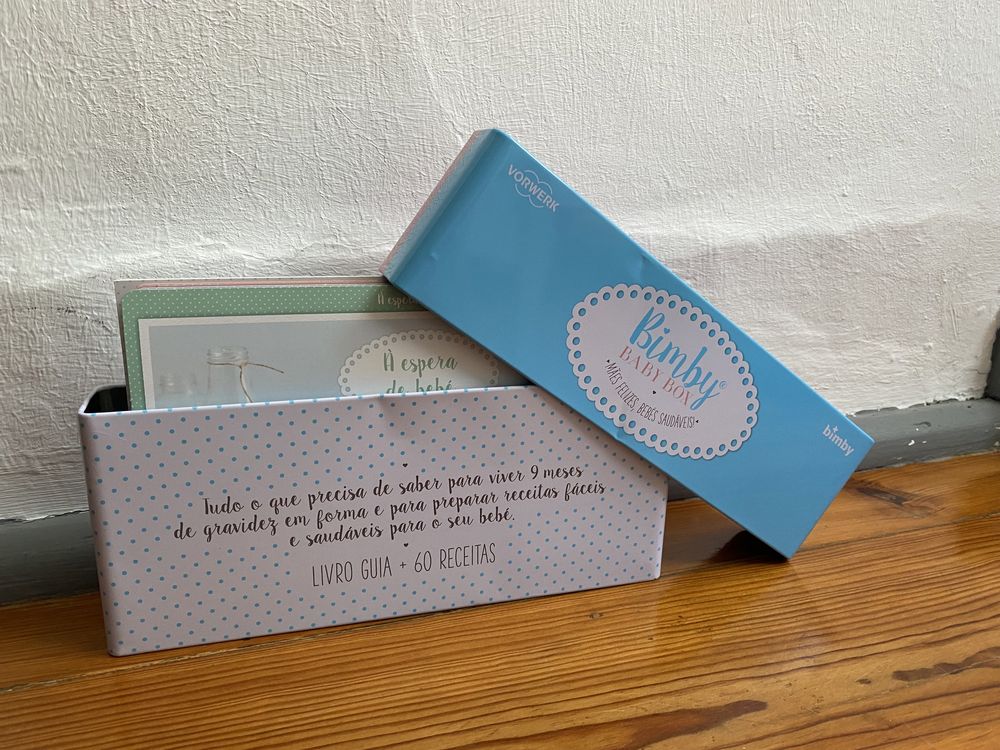 VORWERK
Bimby®
BABY BOX
• MÃES FELIZES, BEBÉS SAUDÁVEIS! •
bimby
À espera
de bebé
Tudo o que precisa de saber para viver 9 meses
de gravidez em forma e para preparar receitas fáceis
e saudáveis para o seu bebé.
LIVRO GUIA + 60 RECEITAS